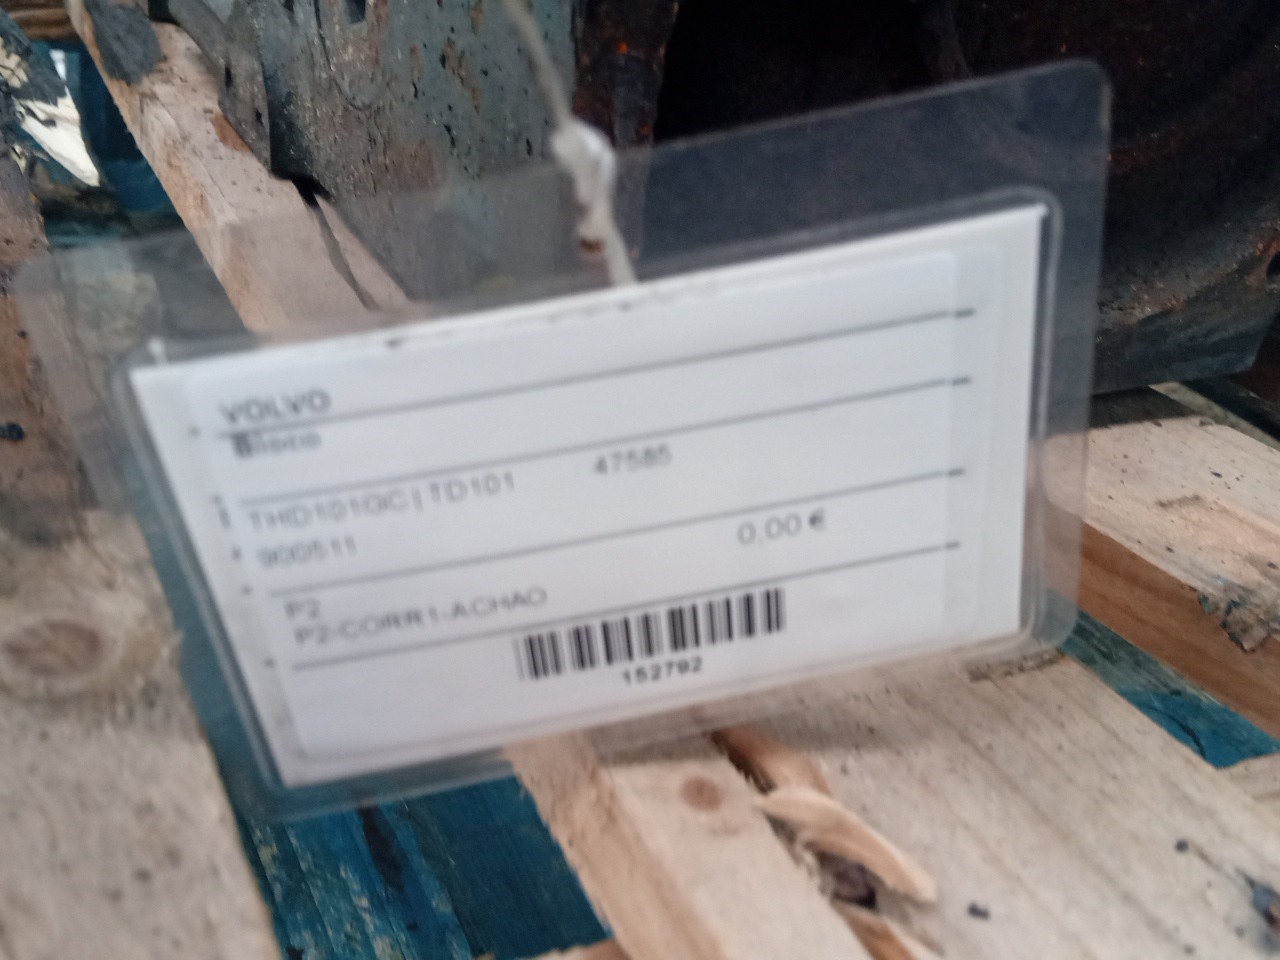 VOLVO
THD101GC | TD101 47585
900511 0,00 €
P2
P2-CORR1-ACHAO
152792